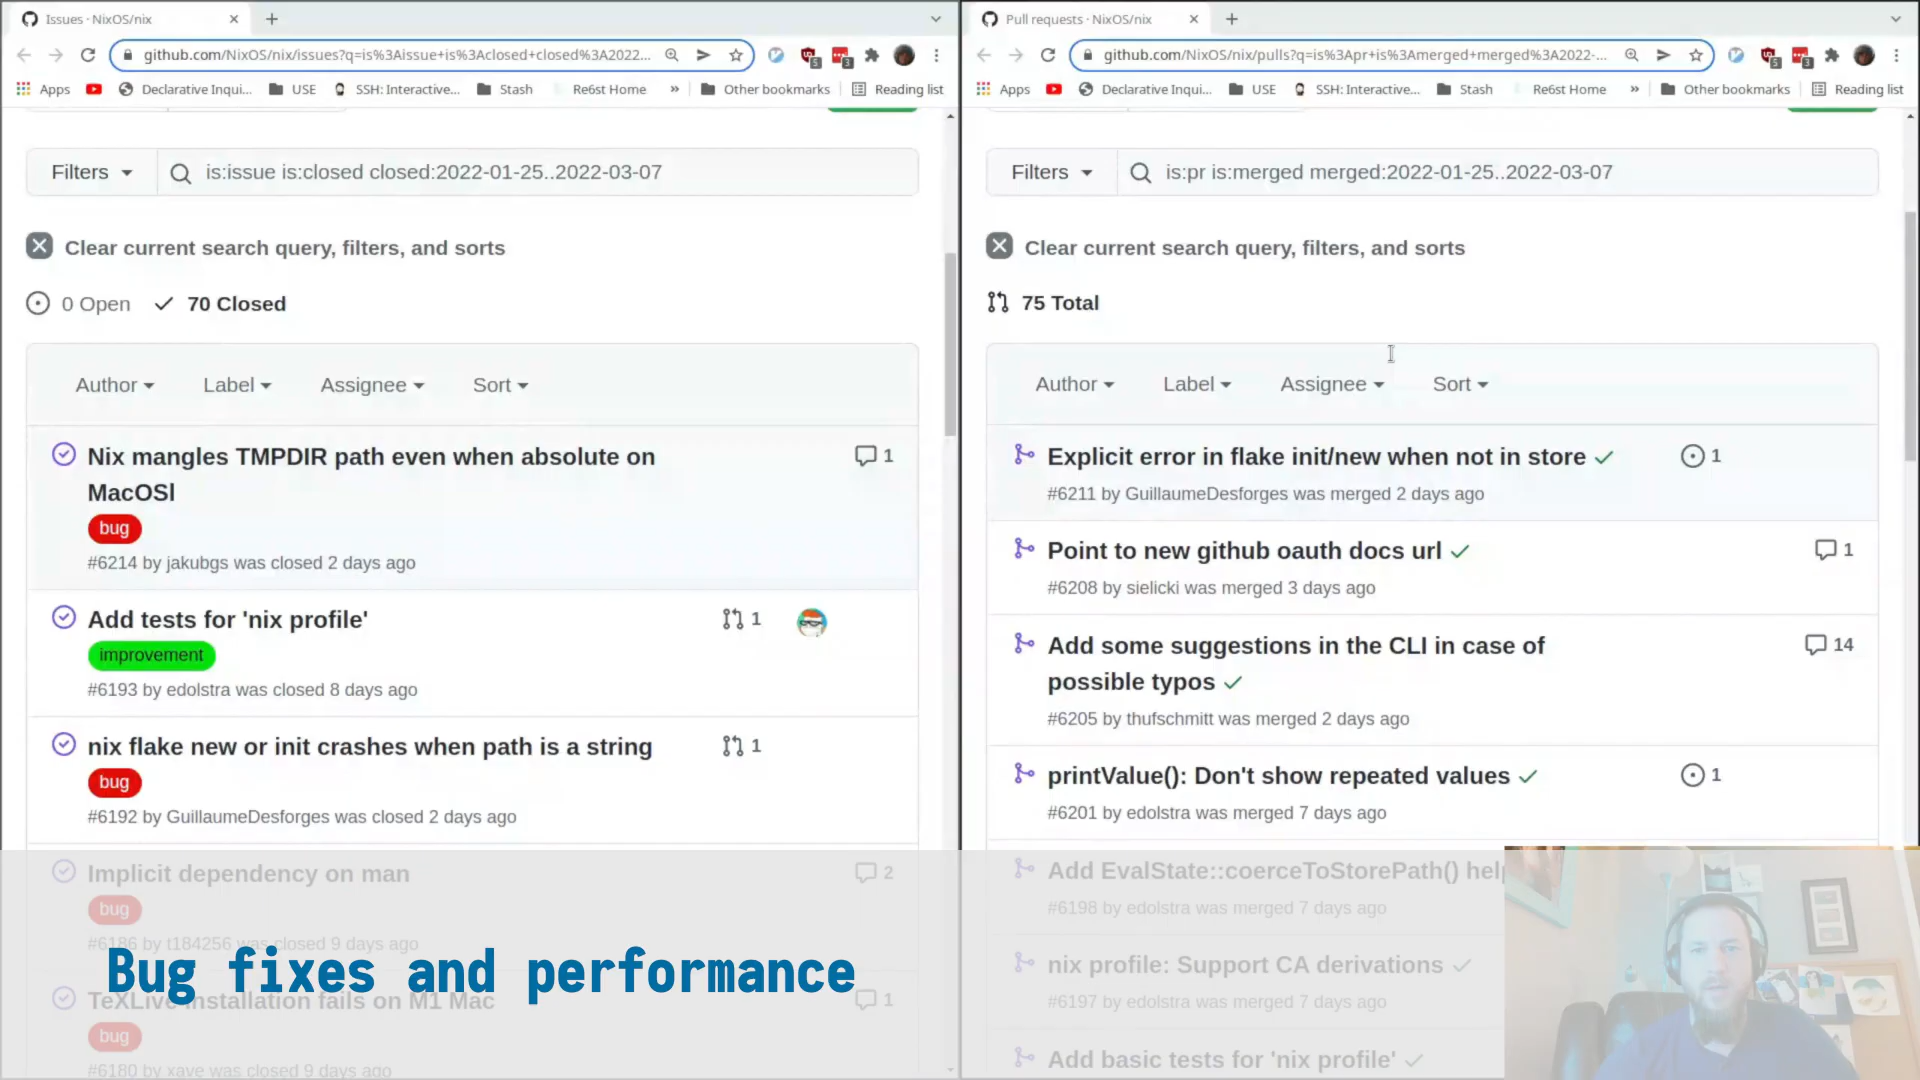 Issues · NixOS/nix
github.com/NixOS/nix/issues?q=is%3Aissue+is%3Aclosed+closed%3A2022...
Apps
Declarative Inqui...
USE
SSH: Interactive...
Stash
Re6st Home
»
Other bookmarks
Reading list
Filters
is:issue is:closed closed:2022-01-25..2022-03-07
Clear current search query, filters, and sorts
0 Open
70 Closed
Author
Label
Assignee
Sort
Nix mangles TMPDIR path even when absolute on
MacOSl
1
bug
#6214 by jakubgs was closed 2 days ago
Add tests for 'nix profile'
1
improvement
#6193 by edolstra was closed 8 days ago
nix flake new or init crashes when path is a string
1
bug
#6192 by GuillaumeDesforges was closed 2 days ago
Implicit dependency on man
2
bug
#6186 by t184256 was closed 9 days ago
TeXLive installation fails on M1 Mac
1
bug
#6180 by xave was closed 9 days ago
Bug fixes and performance
Pull requests · NixOS/nix
github.com/NixOS/nix/pulls?q=is%3Apr+is%3Amerged+merged%3A2022-...
Apps
Declarative Inqui...
USE
SSH: Interactive...
Stash
Re6st Home
»
Other bookmarks
Reading list
Filters
is:pr is:merged merged:2022-01-25..2022-03-07
Clear current search query, filters, and sorts
75 Total
Author
Label
Assignee
Sort
Explicit error in flake init/new when not in store
1
#6211 by GuillaumeDesforges was merged 2 days ago
Point to new github oauth docs url
1
#6208 by sielicki was merged 3 days ago
Add some suggestions in the CLI in case of
possible typos
14
#6205 by thufschmitt was merged 2 days ago
printValue(): Don't show repeated values
1
#6201 by edolstra was merged 7 days ago
Add EvalState::coerceToStorePath() help
#6198 by edolstra was merged 7 days ago
nix profile: Support CA derivations
#6197 by edolstra was merged 7 days ago
Add basic tests for 'nix profile'